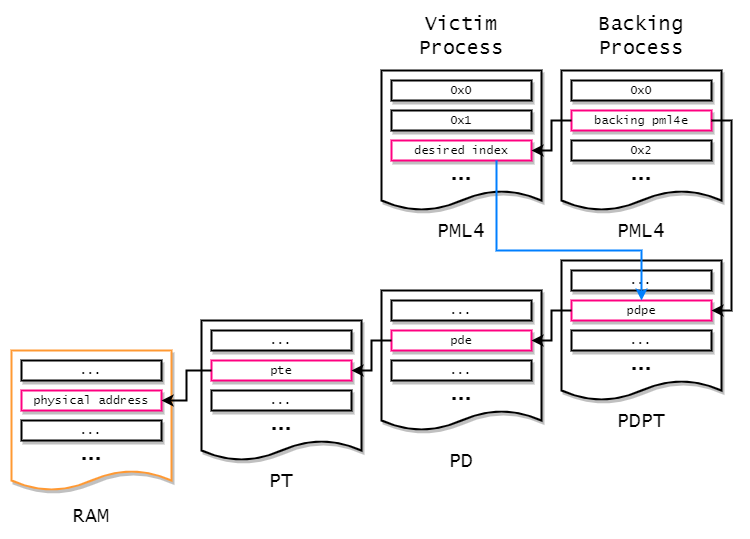 Victim
Process
Backing
Process
0x0
0x1
desired index
...
PML4
0x0
backing pml4e
0x2
...
PML4
...
pdpe
...
...
PDPT
...
pde
...
...
PD
...
pte
...
...
PT
...
physical address
...
...
RAM